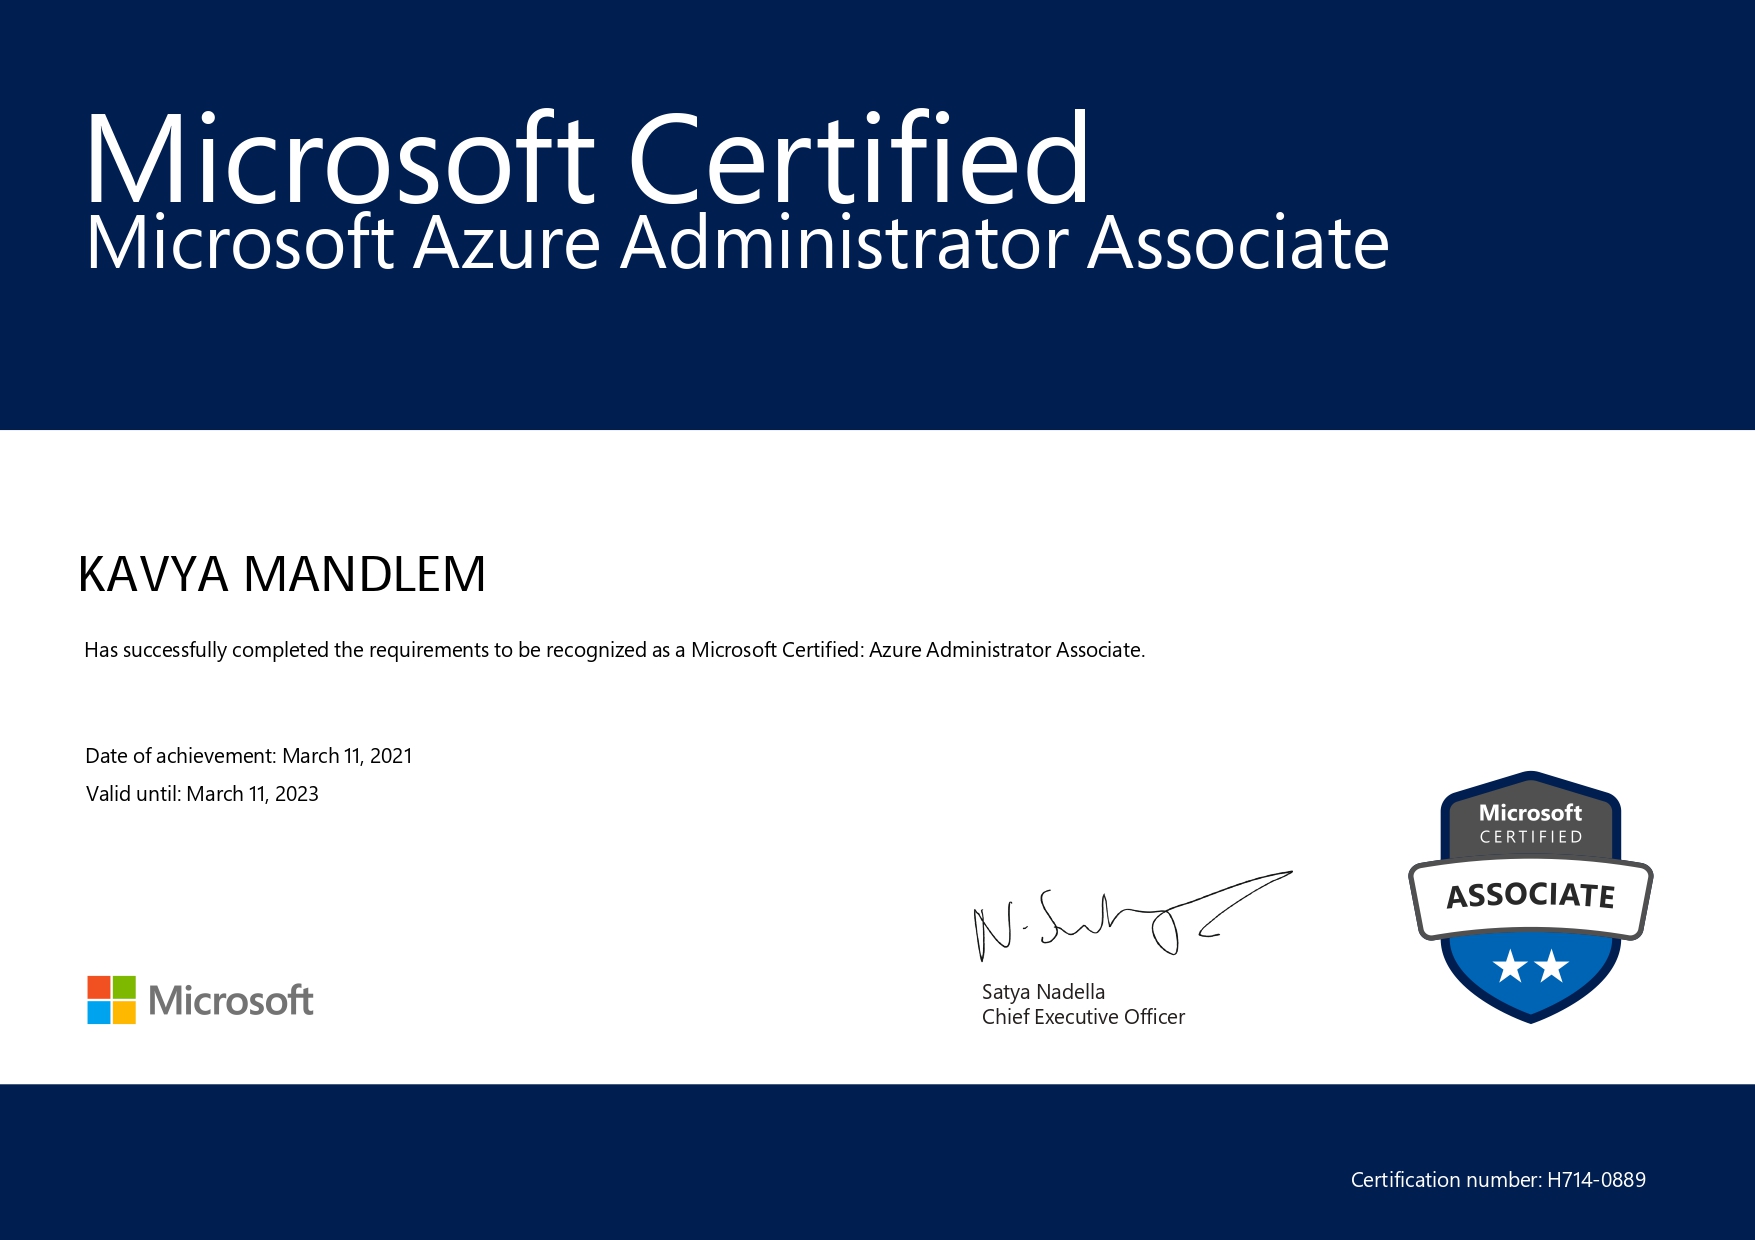 Microsoft Certified
Microsoft Azure Administrator Associate
KAVYA MANDLEM
Has successfully completed the requirements to be recognized as a Microsoft Certified: Azure Administrator Associate.
Date of achievement: March 11, 2021
Valid until: March 11, 2023
Microsoft
CERTIFIED
ASSOCIATE
Microsoft
Satya Nadella
Chief Executive Officer
Certification number: H714-0889